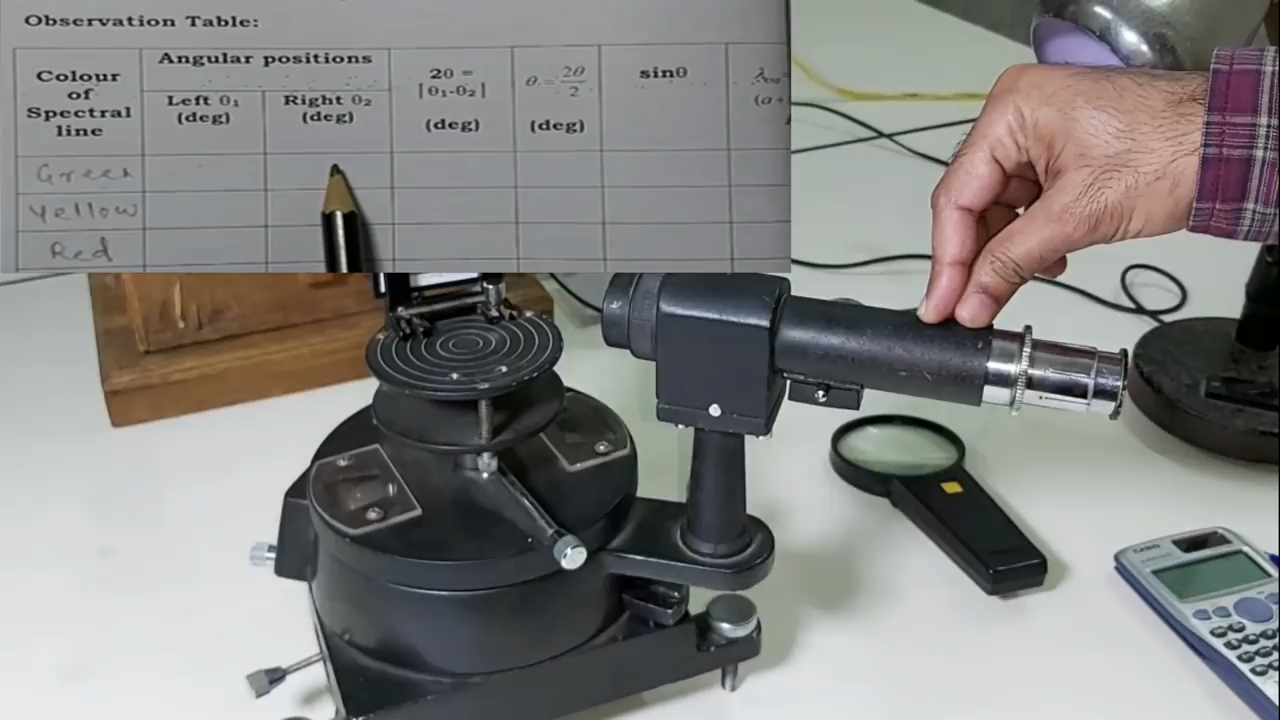 Observation Table:
Colour of Spectral line
Angular positions
Left θ₁ (deg)
Right θ₂ (deg)
2θ = |θ₁-θ₂| (deg)
θ = 2θ/2 (deg)
sinθ
(a+
Green
Yellow
Red
CASIO